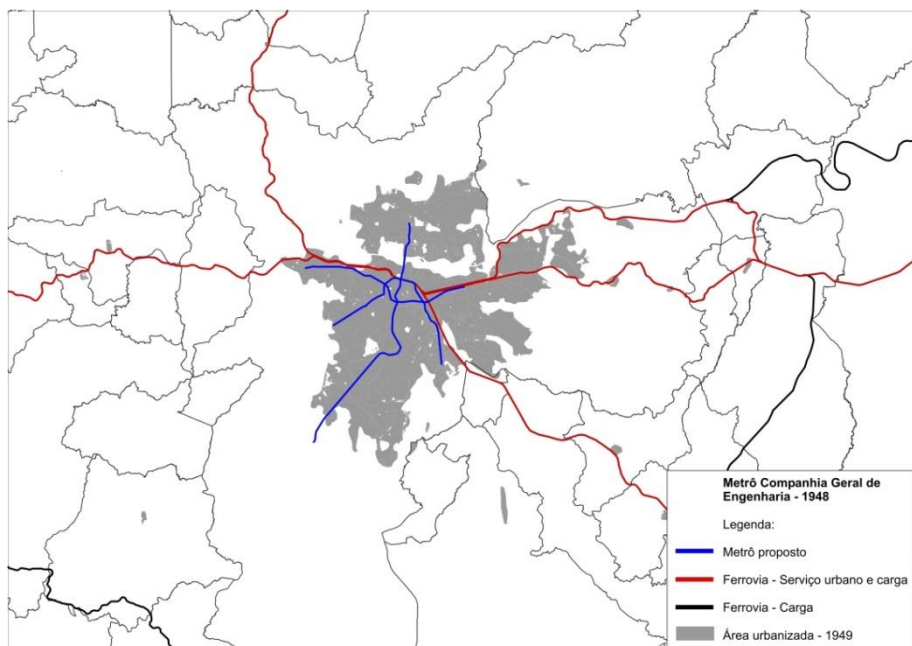 Metrô Companhia Geral de
Engenharia - 1948
Legenda:
Metrô proposto
Ferrovia - Serviço urbano e carga
Ferrovia - Carga
Área urbanizada - 1949